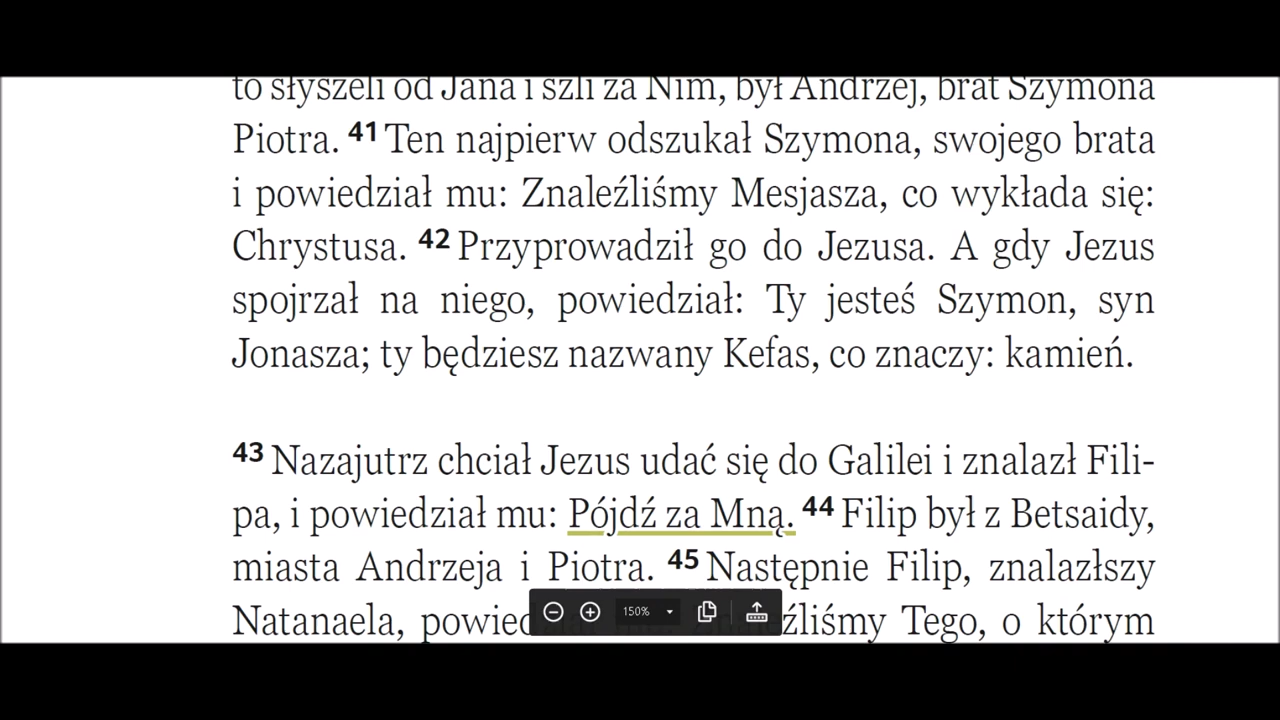 to słyszeli od Jana i szli za Nim, był Andrzej, brat Szymona
Piotra. 41 Ten najpierw odszukał Szymona, swojego brata
i powiedział mu: Znaleźliśmy Mesjasza, co wykłada się:
Chrystusa. 42 Przyprowadził go do Jezusa. A gdy Jezus
spojrzał na niego, powiedział: Ty jesteś Szymon, syn
Jonasza; ty będziesz nazwany Kefas, co znaczy: kamień.
43 Nazajutrz chciał Jezus udać się do Galilei i znalazł Fili-
pa, i powiedział mu: Pójdź za Mną. 44 Filip był z Betsaidy,
miasta Andrzeja i Piotra. 45 Następnie Filip, znalazłszy
Natanaela, Tego, o którym
150%